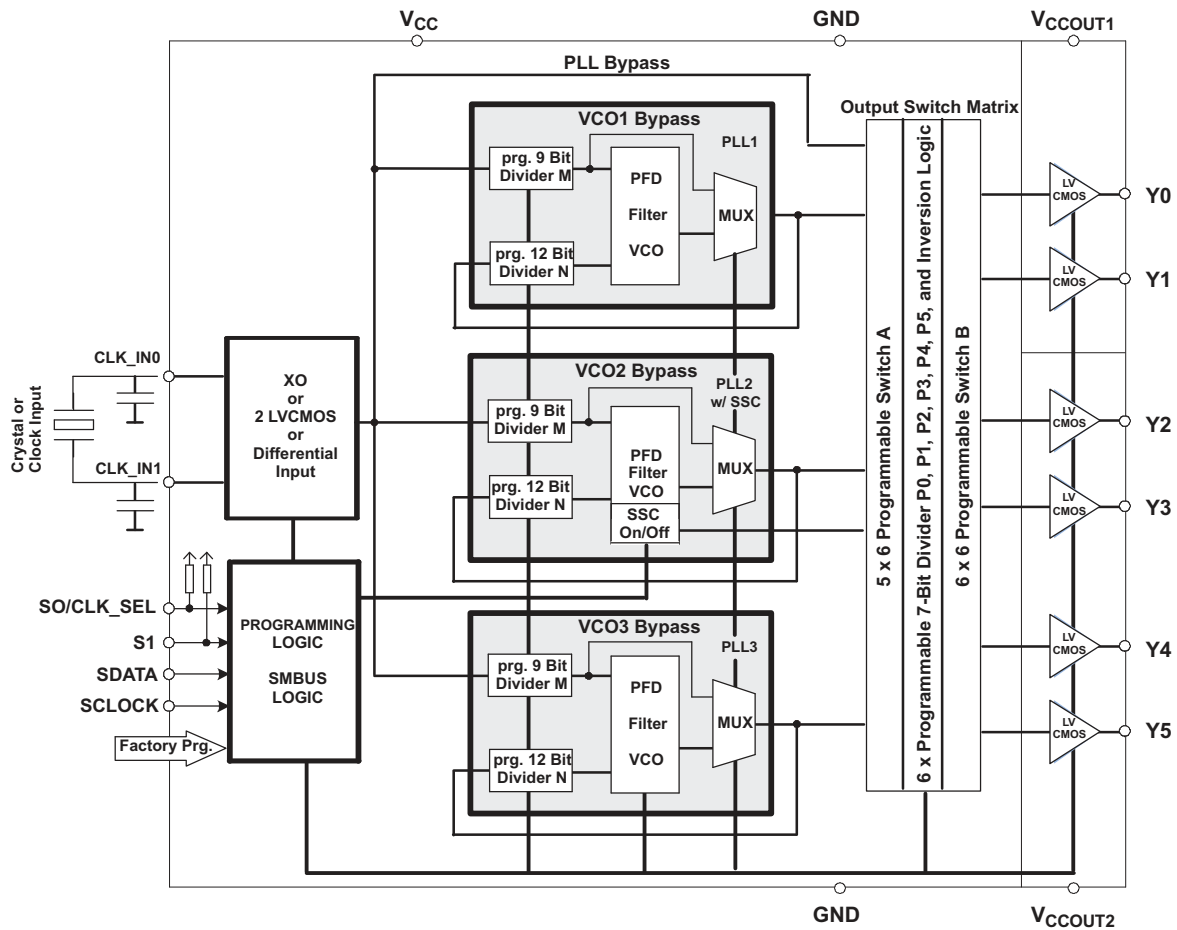 VCC
GND
VCCOUT1
PLL Bypass
Output Switch Matrix
VCO1 Bypass
PLL1
prg. 9 Bit
Divider M
PFD
Filter
VCO
MUX
prg. 12 Bit
Divider N
LV
CMOS
Y0
LV
CMOS
Y1
5 x 6 Programmable Switch A
6 x Programmable 7-Bit Divider P0, P1, P2, P3, P4, P5, and Inversion Logic
6 x 6 Programmable Switch B
Crystal or
Clock Input
CLK_IN0
CLK_IN1
XO
or
2 LVCMOS
or
Differential
Input
VCO2 Bypass
PLL2
w/ SSC
prg. 9 Bit
Divider M
PFD
Filter
VCO
MUX
prg. 12 Bit
Divider N
SSC
On/Off
LV
CMOS
Y2
LV
CMOS
Y3
SO/CLK_SEL
S1
SDATA
SCLOCK
Factory Prg.
PROGRAMMING
LOGIC
SMBUS
LOGIC
VCO3 Bypass
PLL3
prg. 9 Bit
Divider M
PFD
Filter
VCO
MUX
prg. 12 Bit
Divider N
LV
CMOS
Y4
LV
CMOS
Y5
GND
VCCOUT2